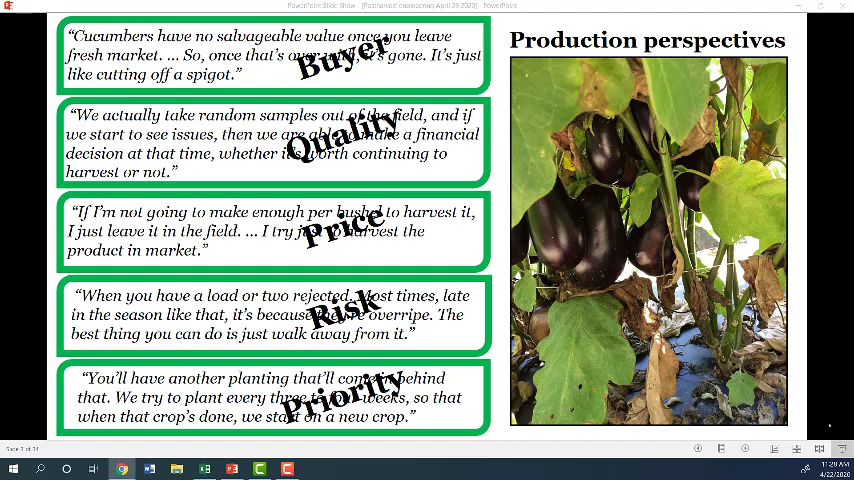 PowerPoint Slide Show - [Postharvest engineering April 23 2020] - PowerPoint
Production perspectives
“Cucumbers have no salvageable value once you leave
fresh market. ... So, once that’s over with, it’s gone. It’s just
like cutting off a spigot.”
Buyer
“We actually take random samples out of the field, and if
we start to see issues, then we are able to make a financial
decision at that time, whether it’s worth continuing to
harvest or not.”
Quality
“If I’m not going to make enough per bushel to harvest it,
I just leave it in the field. ... I try just to harvest the
product in market.”
Price
“When you have a load or two rejected. Most times, late
in the season like that, it’s because they’re overripe. The
best thing you can do is just walk away from it.”
Risk
“You’ll have another planting that’ll come in behind
that. We try to plant every three to four weeks, so that
when that crop’s done, we start on a new crop.”
Priority
Slide 3 of 34
11:28 AM
4/22/2020